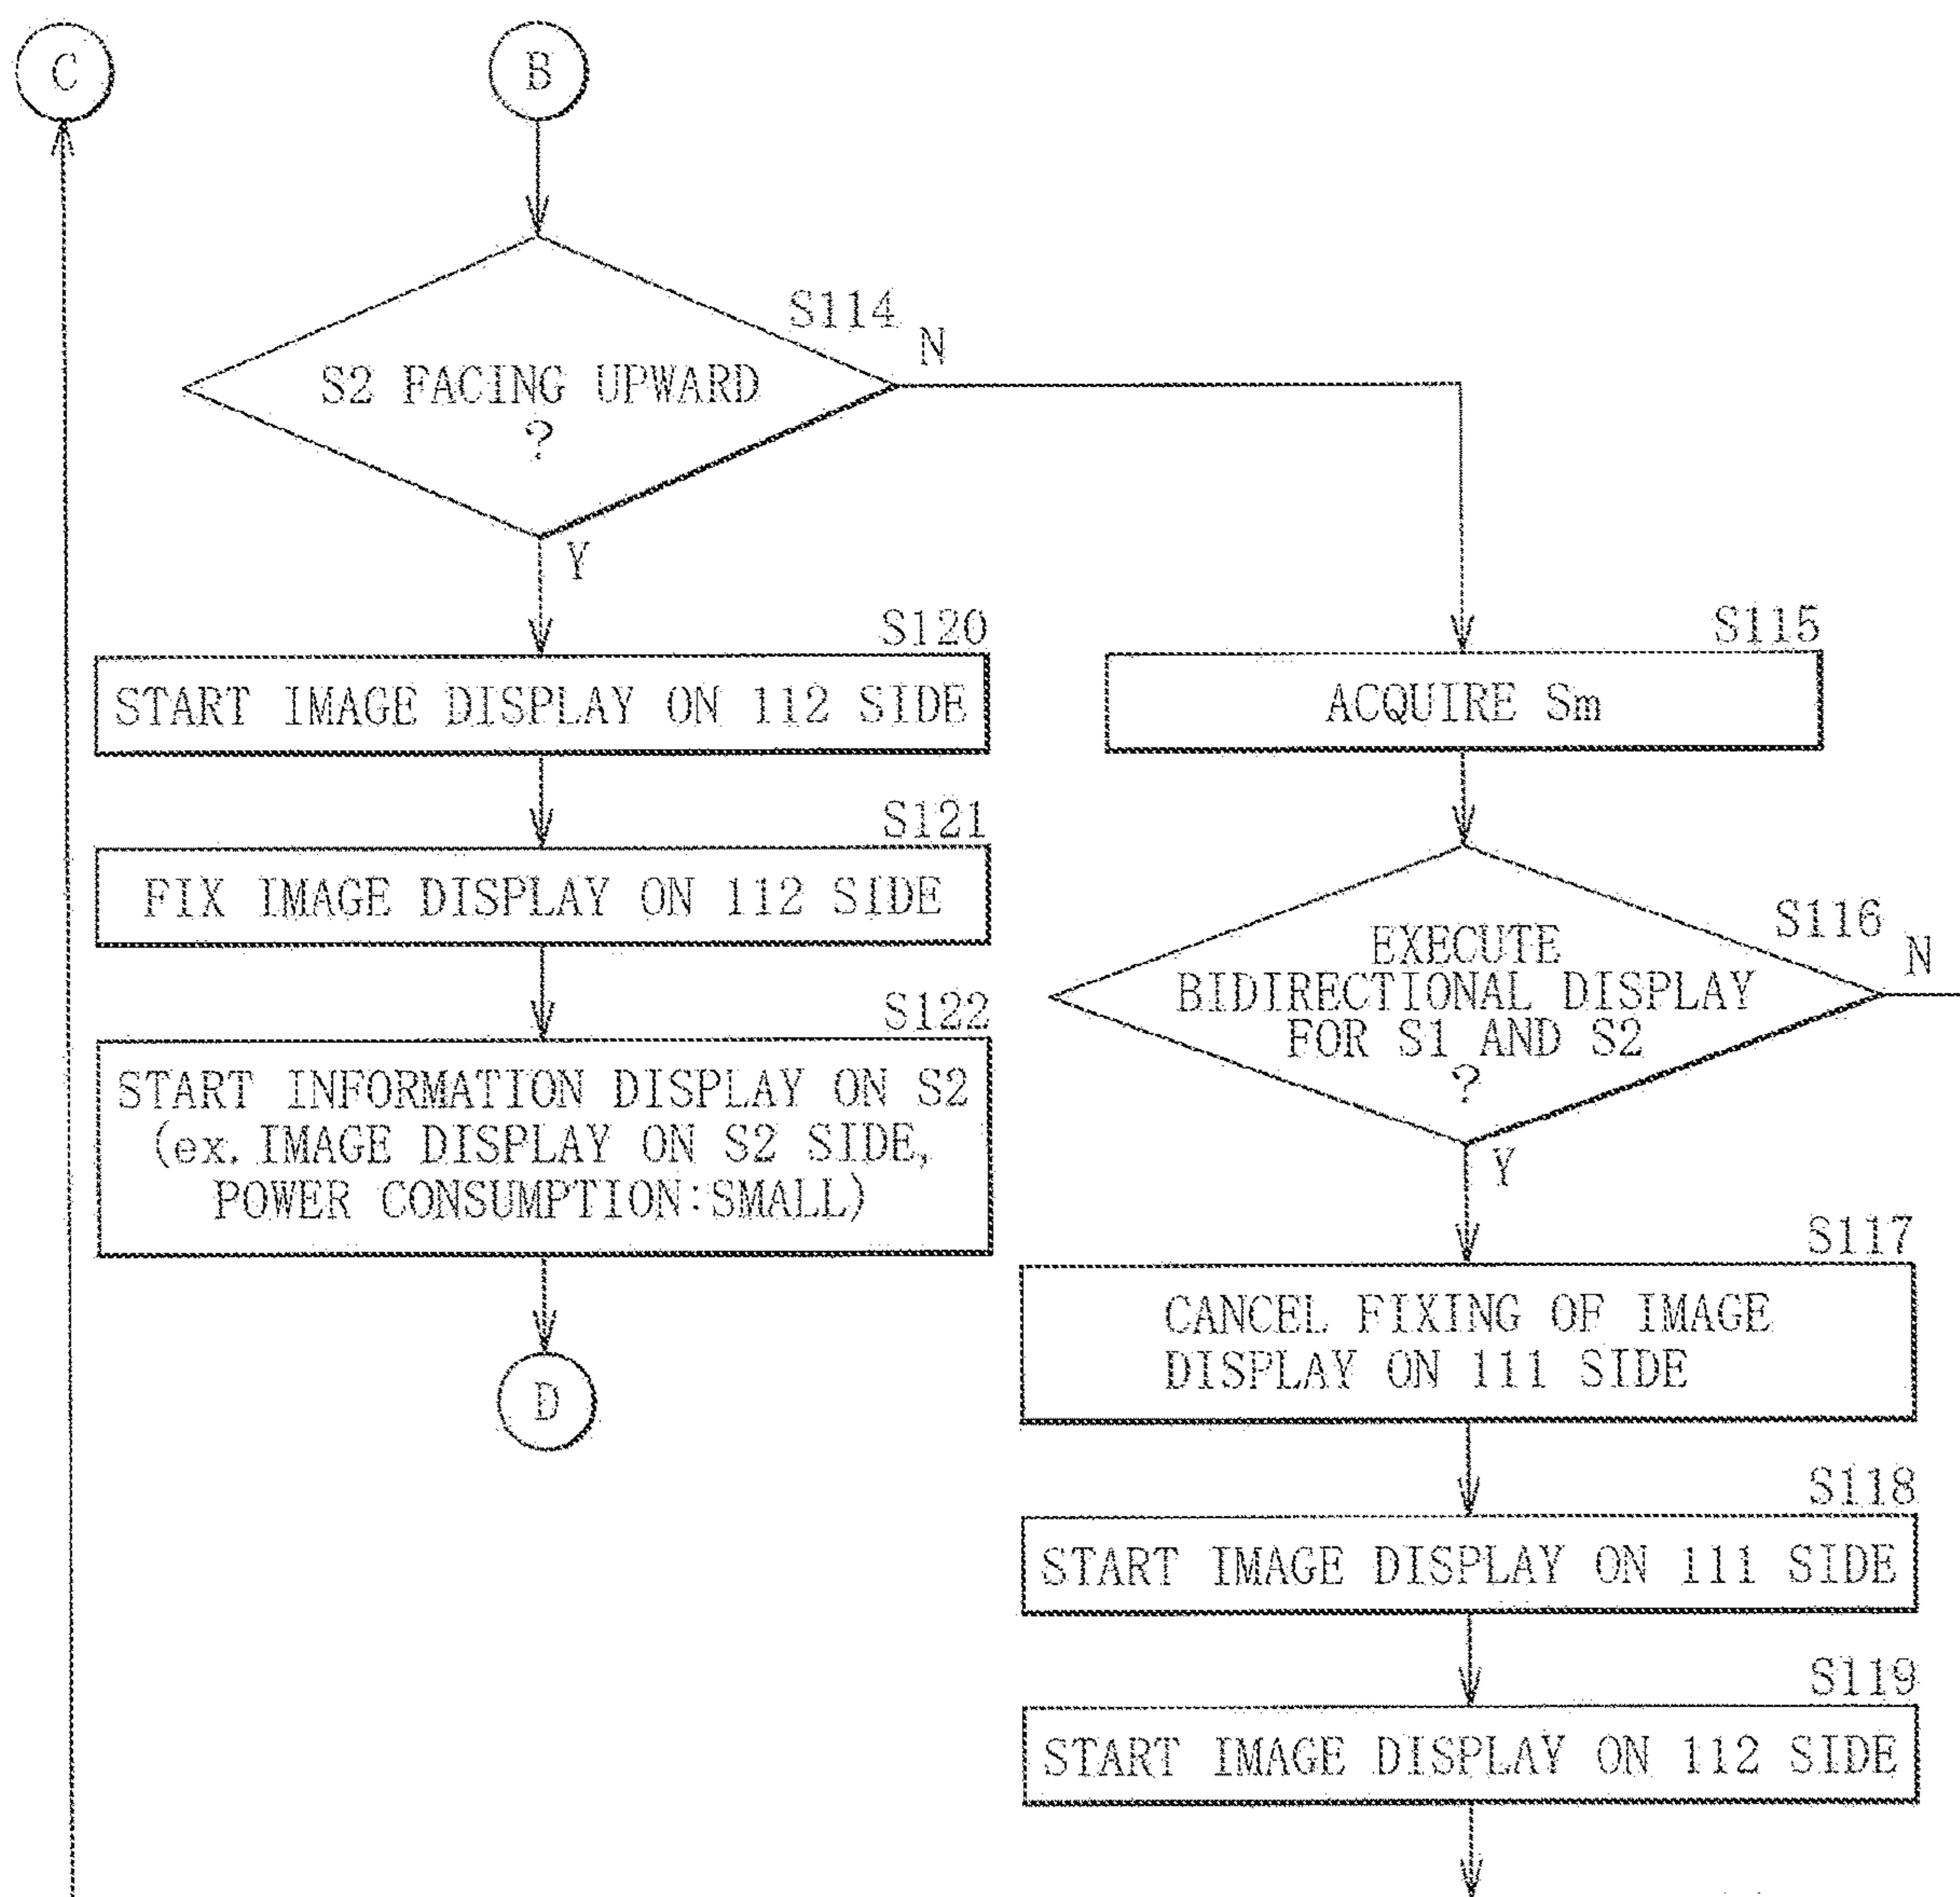 C
B
S114
N
S2 FACING UPWARD
?
Y
S120
START IMAGE DISPLAY ON 112 SIDE
S121
FIX IMAGE DISPLAY ON 112 SIDE
S122
START INFORMATION DISPLAY ON S2
(ex. IMAGE DISPLAY ON S2 SIDE,
POWER CONSUMPTION:SMALL)
D
S115
ACQUIRE Sm
S116
N
EXECUTE
BIDIRECTIONAL DISPLAY
FOR S1 AND S2
?
Y
S117
CANCEL FIXING OF IMAGE
DISPLAY ON 111 SIDE
S118
START IMAGE DISPLAY ON 111 SIDE
S119
START IMAGE DISPLAY ON 112 SIDE